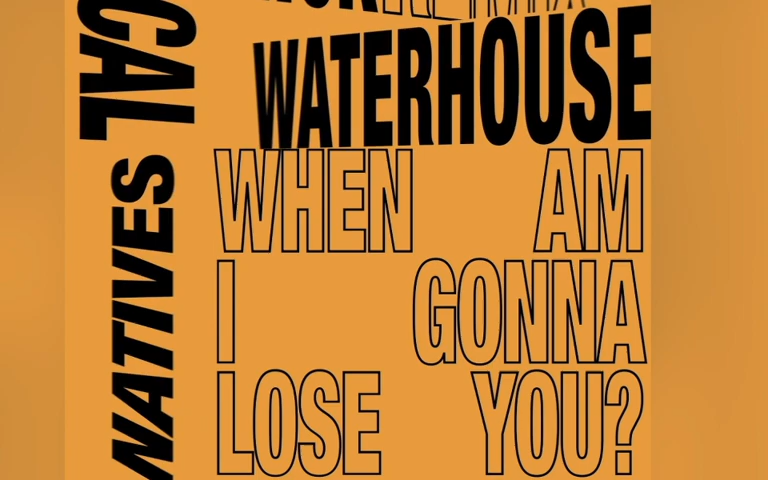 CAL
NATIVES
WATERHOUSE
WHEN AM
I GONNA
LOSE YOU?